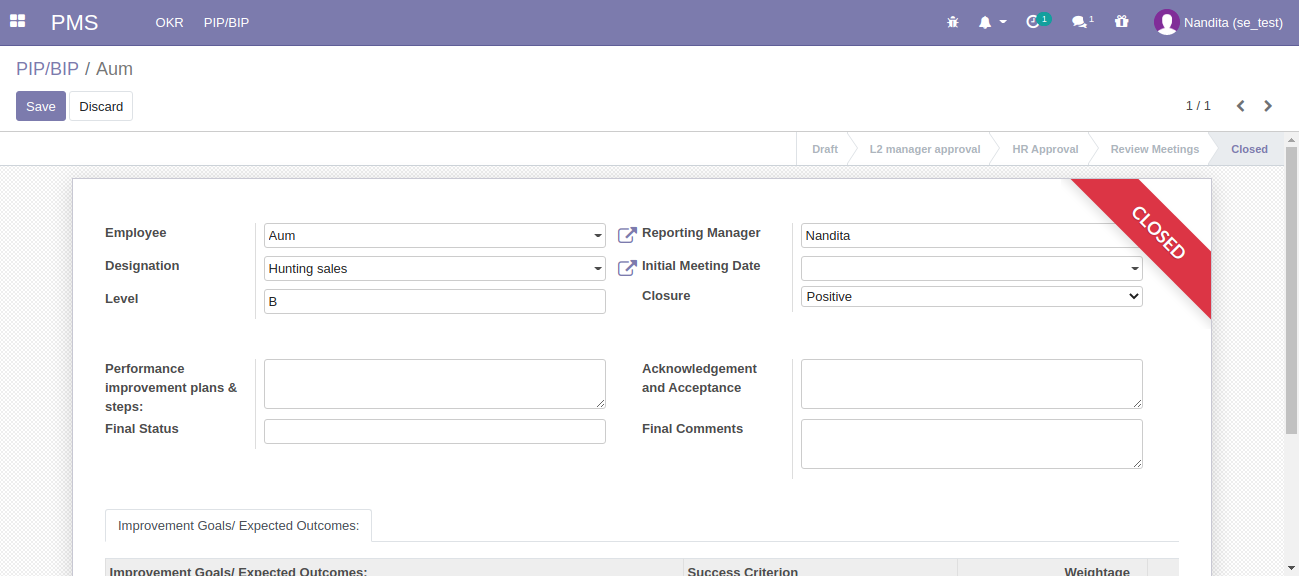 PMS OKR PIP/BIP 1 1 Nandita (se_test)
PIP/BIP / Aum
Save Discard 1 / 1
Draft L2 manager approval HR Approval Review Meetings Closed
CLOSED
Employee Aum Reporting Manager Nandita
Designation Hunting sales Initial Meeting Date
Level B Closure Positive
Performance
improvement plans &
steps:
Acknowledgement
and Acceptance
Final Status Final Comments
Improvement Goals/ Expected Outcomes:
Improvement Goals/ Expected Outcomes: Success Criterion Weightage